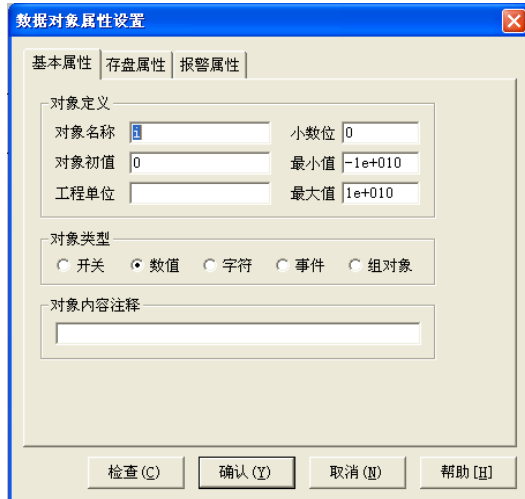 数据对象属性设置
基本属性 存盘属性 报警属性
对象定义
对象名称 i 小数位 0
对象初值 0 最小值 -1e+010
工程单位 最大值 1e+010
对象类型
开关 数值 字符 事件 组对象
对象内容注释
检查(C) 确认(Y) 取消(N) 帮助[H]